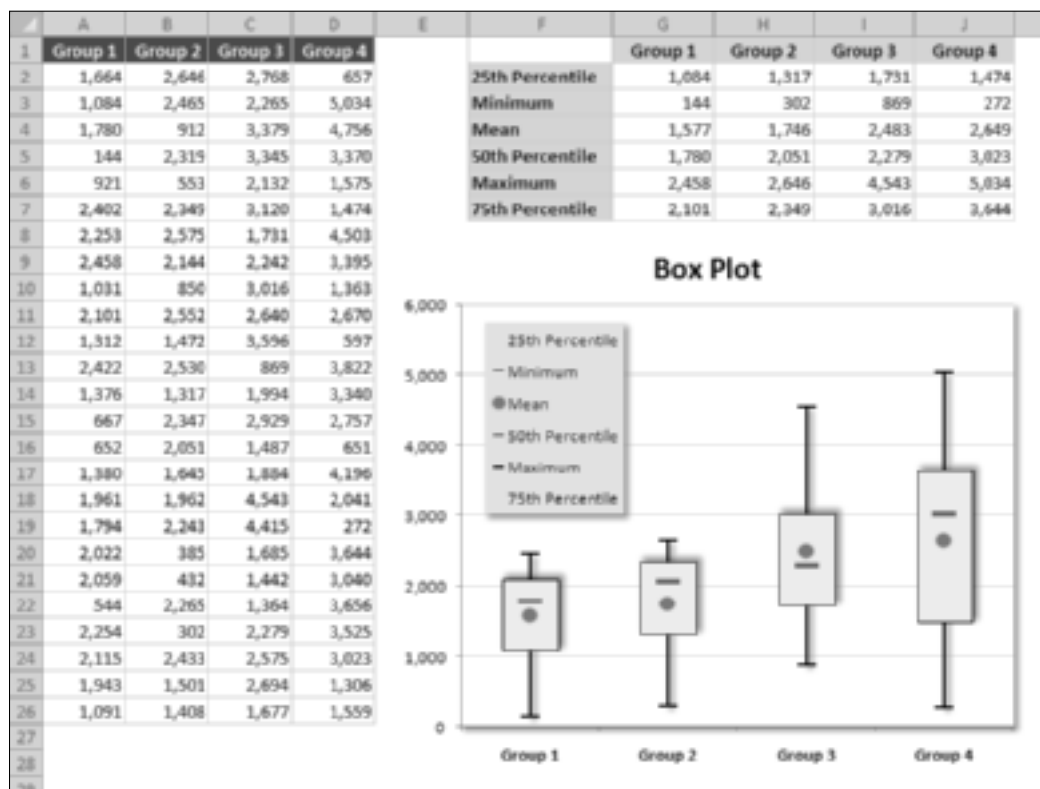 A B C D E F G H I J
1 Group 1 Group 2 Group 3 Group 4 Group 1 Group 2 Group 3 Group 4
2 1,664 2,646 2,768 657 25th Percentile 1,084 1,317 1,731 1,474
3 1,084 2,465 2,265 5,034 Minimum 144 302 869 272
4 1,780 912 3,379 4,756 Mean 1,577 1,746 2,483 2,649
5 144 2,319 3,345 3,370 50th Percentile 1,780 2,051 2,279 3,023
6 921 553 2,132 1,575 Maximum 2,458 2,646 4,543 5,034
7 2,402 2,349 3,120 1,474 75th Percentile 2,101 2,349 3,016 3,644
8 2,253 2,575 1,731 4,503
9 2,458 2,144 2,242 3,395
10 1,031 850 3,016 1,363
11 2,101 2,552 2,640 2,670
12 1,312 1,472 3,596 597
13 2,422 2,530 869 3,822
14 1,376 1,317 1,994 3,340
15 667 2,347 2,929 2,757
16 652 2,051 1,487 651
17 1,380 1,645 1,884 4,196
18 1,961 1,962 4,543 2,041
19 1,794 2,243 4,415 272
20 2,022 385 1,685 3,644
21 2,059 432 1,442 3,040
22 544 2,265 1,364 3,656
23 2,254 302 2,279 3,525
24 2,115 2,433 2,575 3,023
25 1,943 1,501 2,694 1,306
26 1,091 1,408 1,677 1,559
27
28
Box Plot
6,000
5,000
4,000
3,000
2,000
1,000
0
25th Percentile
Minimum
Mean
50th Percentile
Maximum
75th Percentile
Group 1 Group 2 Group 3 Group 4